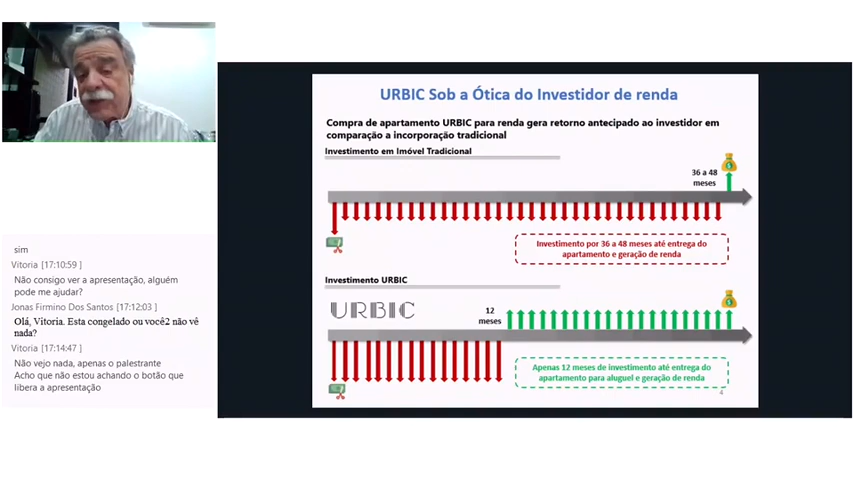 sim
Vitoria [17:10:59 ]
Não consigo ver a apresentação, alguém
pode me ajudar?
Jonas Firmino Dos Santos [17:12:03 ]
Olá, Vitoria. Esta congelado ou você2 não vê
nada?
Vitoria [17:14:47 ]
Não vejo nada, apenas o palestrante
Acho que não estou achando o botão que
libera a apresentação
URBIC Sob a Ótica do Investidor de renda
Compra de apartamento URBIC para renda gera retorno antecipado ao investidor em
comparação a incorporação tradicional
Investimento em Imóvel Tradicional
36 a 48
meses
Investimento por 36 a 48 meses até entrega do
apartamento e geração de renda
Investimento URBIC
URBIC
12
meses
Apenas 12 meses de investimento até entrega do
apartamento para aluguel e geração de renda
4